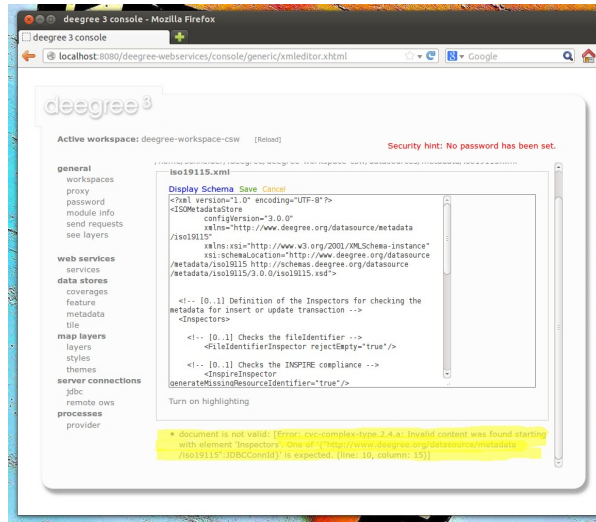 deegree 3 console - Mozilla Firefox
deegree 3 console
localhost:8080/deegree-webservices/console/generic/xmleditor.xhtml
Google
deegree 3
Active workspace: deegree-workspace-csw [Reload]
Security hint: No password has been set.
general
workspaces
proxy
password
module info
send requests
see layers
web services
services
data stores
coverages
feature
metadata
tile
map layers
layers
styles
themes
server connections
jdbc
remote ows
processes
provider
iso19115.xml
Display Schema Save Cancel
<?xml version="1.0" encoding="UTF-8"?>
<ISOMetadataStore
configVersion="3.0.0"
xmlns="http://www.deegree.org/datasource/metadata
/iso19115"
xmlns:xsi="http://www.w3.org/2001/XMLSchema-instance"
xsi:schemaLocation="http://www.deegree.org/datasource
/metadata/iso19115 http://schemas.deegree.org/datasource
/metadata/iso19115/3.0.0/iso19115.xsd">
<!-- [0..1] Definition of the Inspectors for checking the
metadata for insert or update transaction -->
<Inspectors>
<!-- [0..1] Checks the fileIdentifier -->
<FileIdentifierInspector rejectEmpty="true"/>
<!-- [0..1] Checks the INSPIRE compliance -->
<InspireInspector
generateMissingResourceIdentifier="true"/>
Turn on highlighting
document is not valid: [Error: cvc-complex-type.2.4.a: Invalid content was found starting
with element 'Inspectors'. One of '{"http://www.deegree.org/datasource/metadata
/iso19115":JDBCConnId}' is expected. (line: 10, column: 15)]